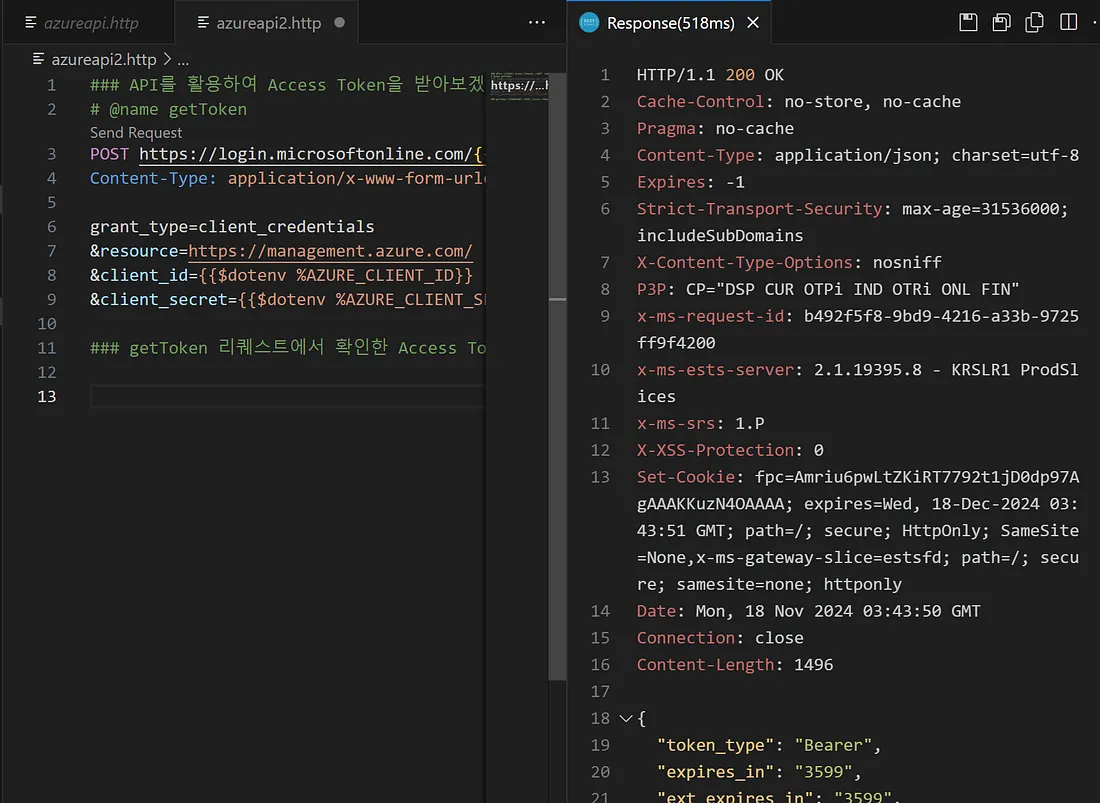 azureapi.http
azureapi2.http
azureapi2.http > ...
1 ### API를 활용하여 Access Token을 받아보겠
2 # @name getToken
Send Request
3 POST https://login.microsoftonline.com/{
4 Content-Type: application/x-www-form-urle
5
6 grant_type=client_credentials
7 &resource=https://management.azure.com/
8 &client_id={{$dotenv %AZURE_CLIENT_ID}}
9 &client_secret={{$dotenv %AZURE_CLIENT_SE
10
11 ### getToken 리퀘스트에서 확인한 Access To
12
13
https://...h
Response(518ms)
1 HTTP/1.1 200 OK
2 Cache-Control: no-store, no-cache
3 Pragma: no-cache
4 Content-Type: application/json; charset=utf-8
5 Expires: -1
6 Strict-Transport-Security: max-age=31536000;
includeSubDomains
7 X-Content-Type-Options: nosniff
8 P3P: CP="DSP CUR OTPi IND OTRi ONL FIN"
9 x-ms-request-id: b492f5f8-9bd9-4216-a33b-9725
ff9f4200
10 x-ms-ests-server: 2.1.19395.8 - KRSLR1 ProdSl
ices
11 x-ms-srs: 1.P
12 X-XSS-Protection: 0
13 Set-Cookie: fpc=Amriu6pwLtZKiRT7792t1jD0dp97A
gAAAKKuzN4OAAAA; expires=Wed, 18-Dec-2024 03:
43:51 GMT; path=/; secure; HttpOnly; SameSite
=None,x-ms-gateway-slice=estsfd; path=/; secu
re; samesite=none; httponly
14 Date: Mon, 18 Nov 2024 03:43:50 GMT
15 Connection: close
16 Content-Length: 1496
17
18 {
19 "token_type": "Bearer",
20 "expires_in": "3599",
21 "ext_expires_in": "3599",